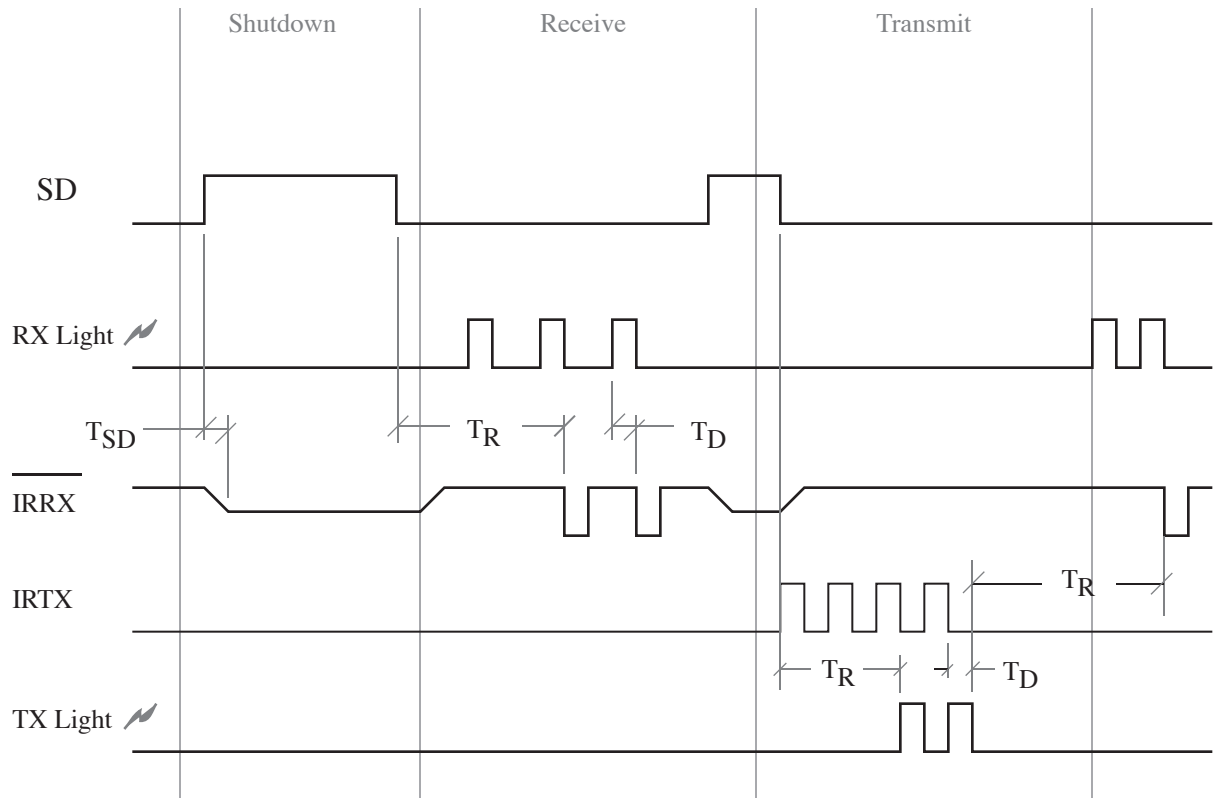 Shutdown Receive Transmit
SD
RX Light
TSD TR TD
IRRX
IRTX TR
TR TD
TX Light